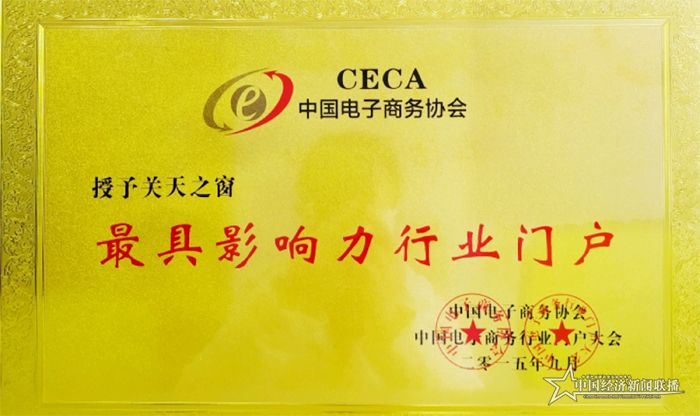 CECA
中国电子商务协会
授予关天之窗
最具影响力行业门户
中国电子商务协会
中国电子商务行业门户大会
二零一五年九月
中国经济新闻联播